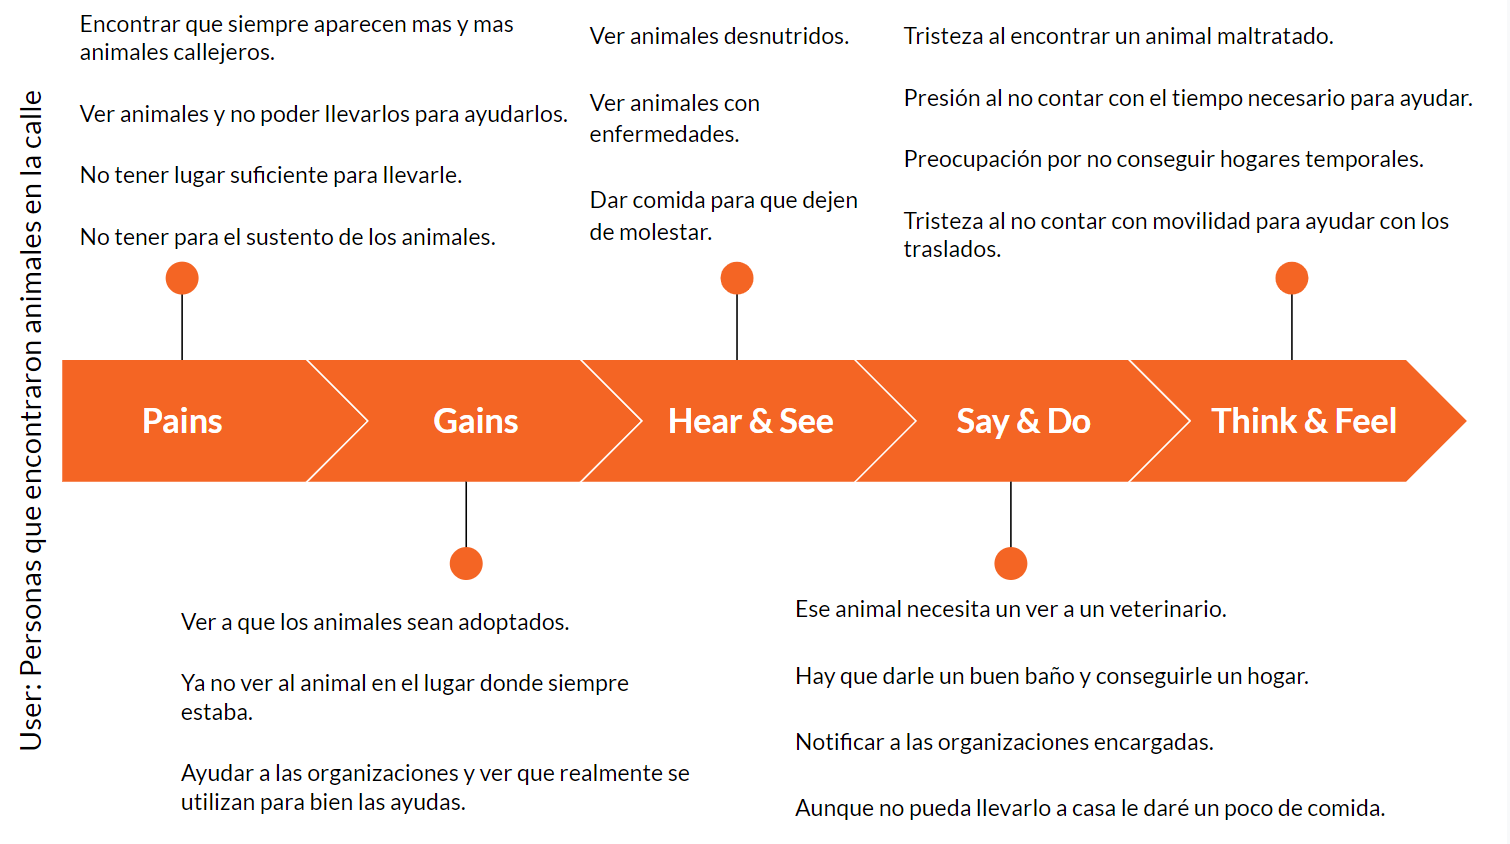 User: Personas que encontraron animales en la calle
Encontrar que siempre aparecen mas y mas
animales callejeros.
Ver animales y no poder llevarlos para ayudarlos.
No tener lugar suficiente para llevarle.
No tener para el sustento de los animales.
Ver animales desnutridos.
Ver animales con
enfermedades.
Dar comida para que dejen
de molestar.
Tristeza al encontrar un animal maltratado.
Presión al no contar con el tiempo necesario para ayudar.
Preocupación por no conseguir hogares temporales.
Tristeza al no contar con movilidad para ayudar con los
traslados.
Pains
Gains
Hear & See
Say & Do
Think & Feel
Ver a que los animales sean adoptados.
Ya no ver al animal en el lugar donde siempre
estaba.
Ayudar a las organizaciones y ver que realmente se
utilizan para bien las ayudas.
Ese animal necesita un ver a un veterinario.
Hay que darle un buen baño y conseguirle un hogar.
Notificar a las organizaciones encargadas.
Aunque no pueda llevarlo a casa le daré un poco de comida.